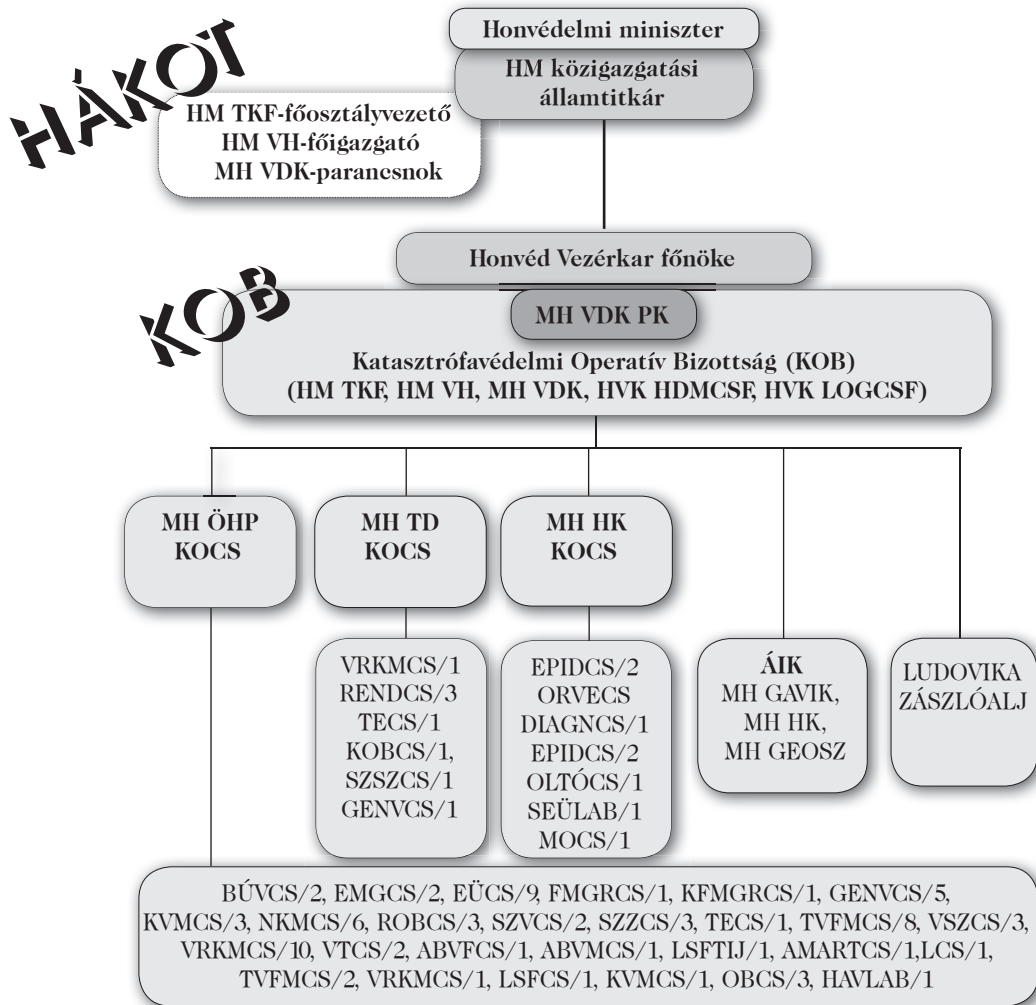 HÁKOT
Honvédelmi miniszter
HM közigazgatási
államtitkár
HM TKF-főosztályvezető
HM VH-főigazgató
MH VDK-parancsnok
Honvéd Vezérkar főnöke
KOB
MH VDK PK
Katasztrófavédelmi Operatív Bizottság (KOB)
(HM TKF, HM VH, MH VDK, HVK HDMCSF, HVK LOGCSF)
MH ÖHP
KOCS
MH TD
KOCS
MH HK
KOCS
VRKMCS/1
RENDCS/3
TECS/1
KOBCS/1,
SZSZCS/1
GENVCS/1
EPIDCS/2
ORVECS
DIAGNCS/1
EPIDCS/2
OLTÓCS/1
SEÜLAB/1
MOCS/1
ÁIK
MH GAVIK,
MH HK,
MH GEOSZ
LUDOVIKA
ZÁSZLÓALJ
BÚVCS/2, EMGCS/2, EÜCS/9, FMGRCS/1, KFMGRCS/1, GENVCS/5,
KVMCS/3, NKMCS/6, ROBCS/3, SZVCS/2, SZZCS/3, TECS/1, TVFMCS/8, VSZCS/3,
VRKMCS/10, VTCS/2, ABVFCS/1, ABVMCS/1, LSFTIJ/1, AMARTCS/1,LCS/1,
TVFMCS/2, VRKMCS/1, LSFCS/1, KVMCS/1, OBCS/3, HAVLAB/1